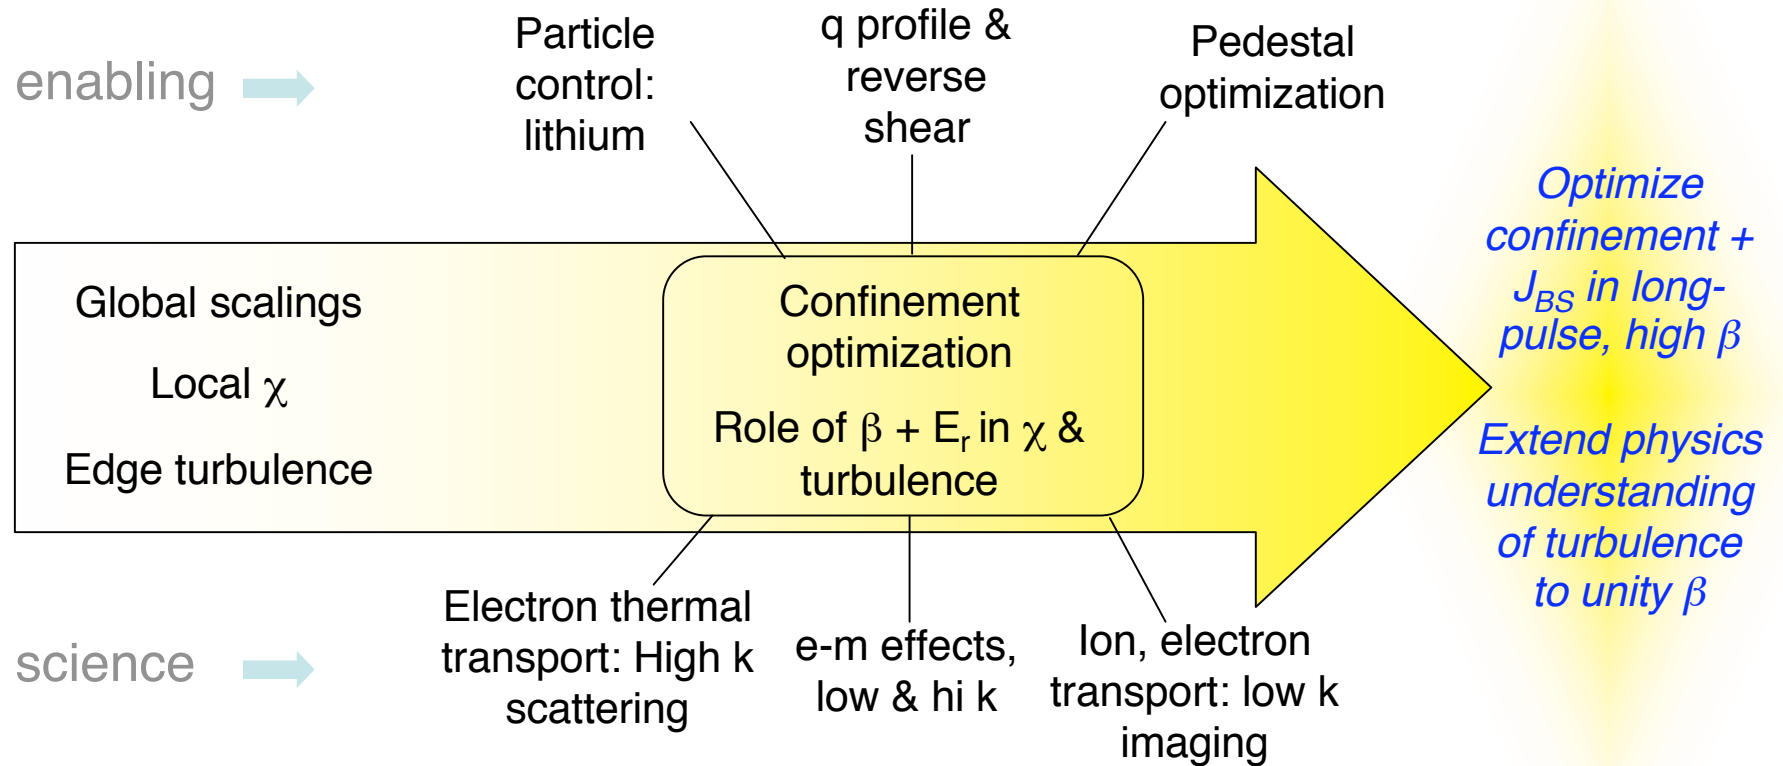 enabling
Particle
control:
lithium
q profile &
reverse
shear
Pedestal
optimization
Global scalings
Local χ
Edge turbulence
Confinement
optimization
Role of β + Er in χ &
turbulence
Optimize
confinement +
JBS in long-
pulse, high β
Extend physics
understanding
of turbulence
to unity β
science
Electron thermal
transport: High k
scattering
e-m effects,
low & hi k
Ion, electron
transport: low k
imaging